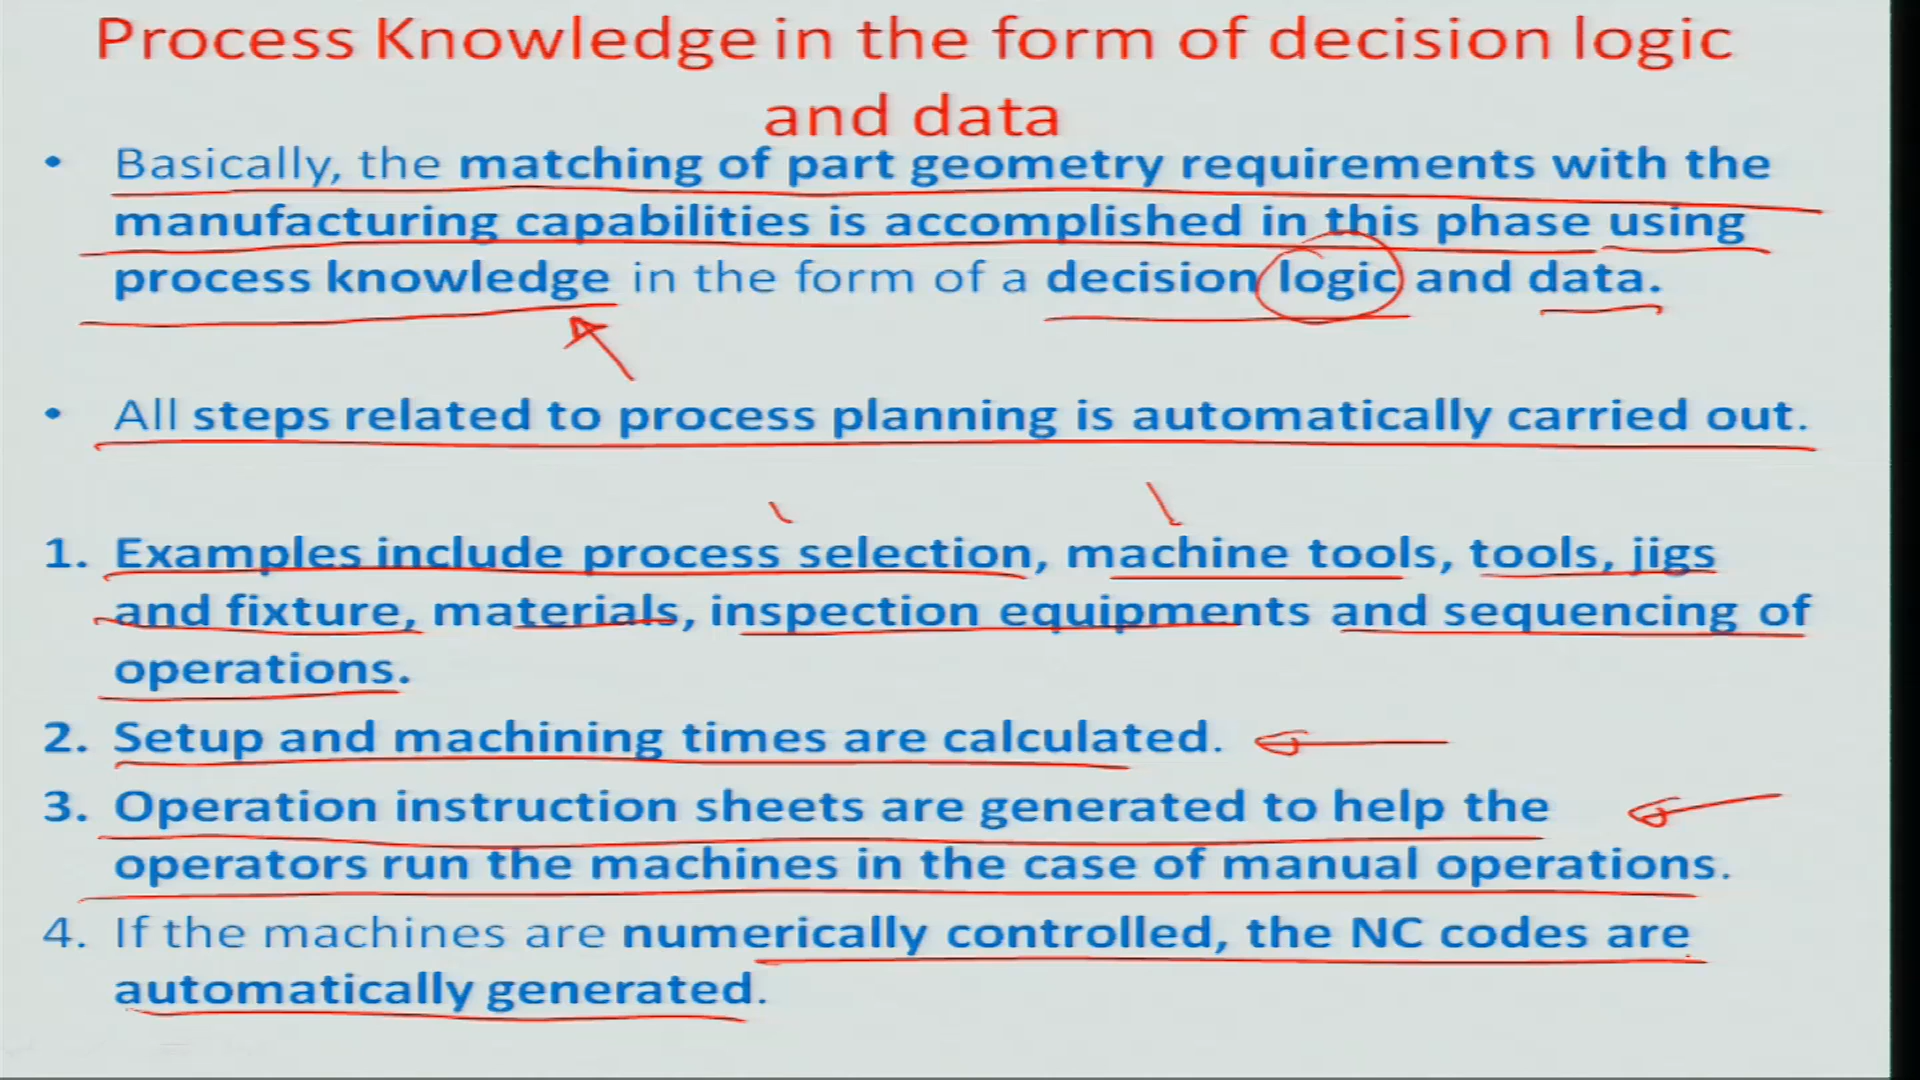 Process Knowledge in the form of decision logic
and data
• Basically, the matching of part geometry requirements with the
manufacturing capabilities is accomplished in this phase using
process knowledge in the form of a decision logic and data.
• All steps related to process planning is automatically carried out.
1. Examples include process selection, machine tools, tools, jigs
and fixture, materials, inspection equipments and sequencing of
operations.
2. Setup and machining times are calculated.
3. Operation instruction sheets are generated to help the
operators run the machines in the case of manual operations.
4. If the machines are numerically controlled, the NC codes are
automatically generated.